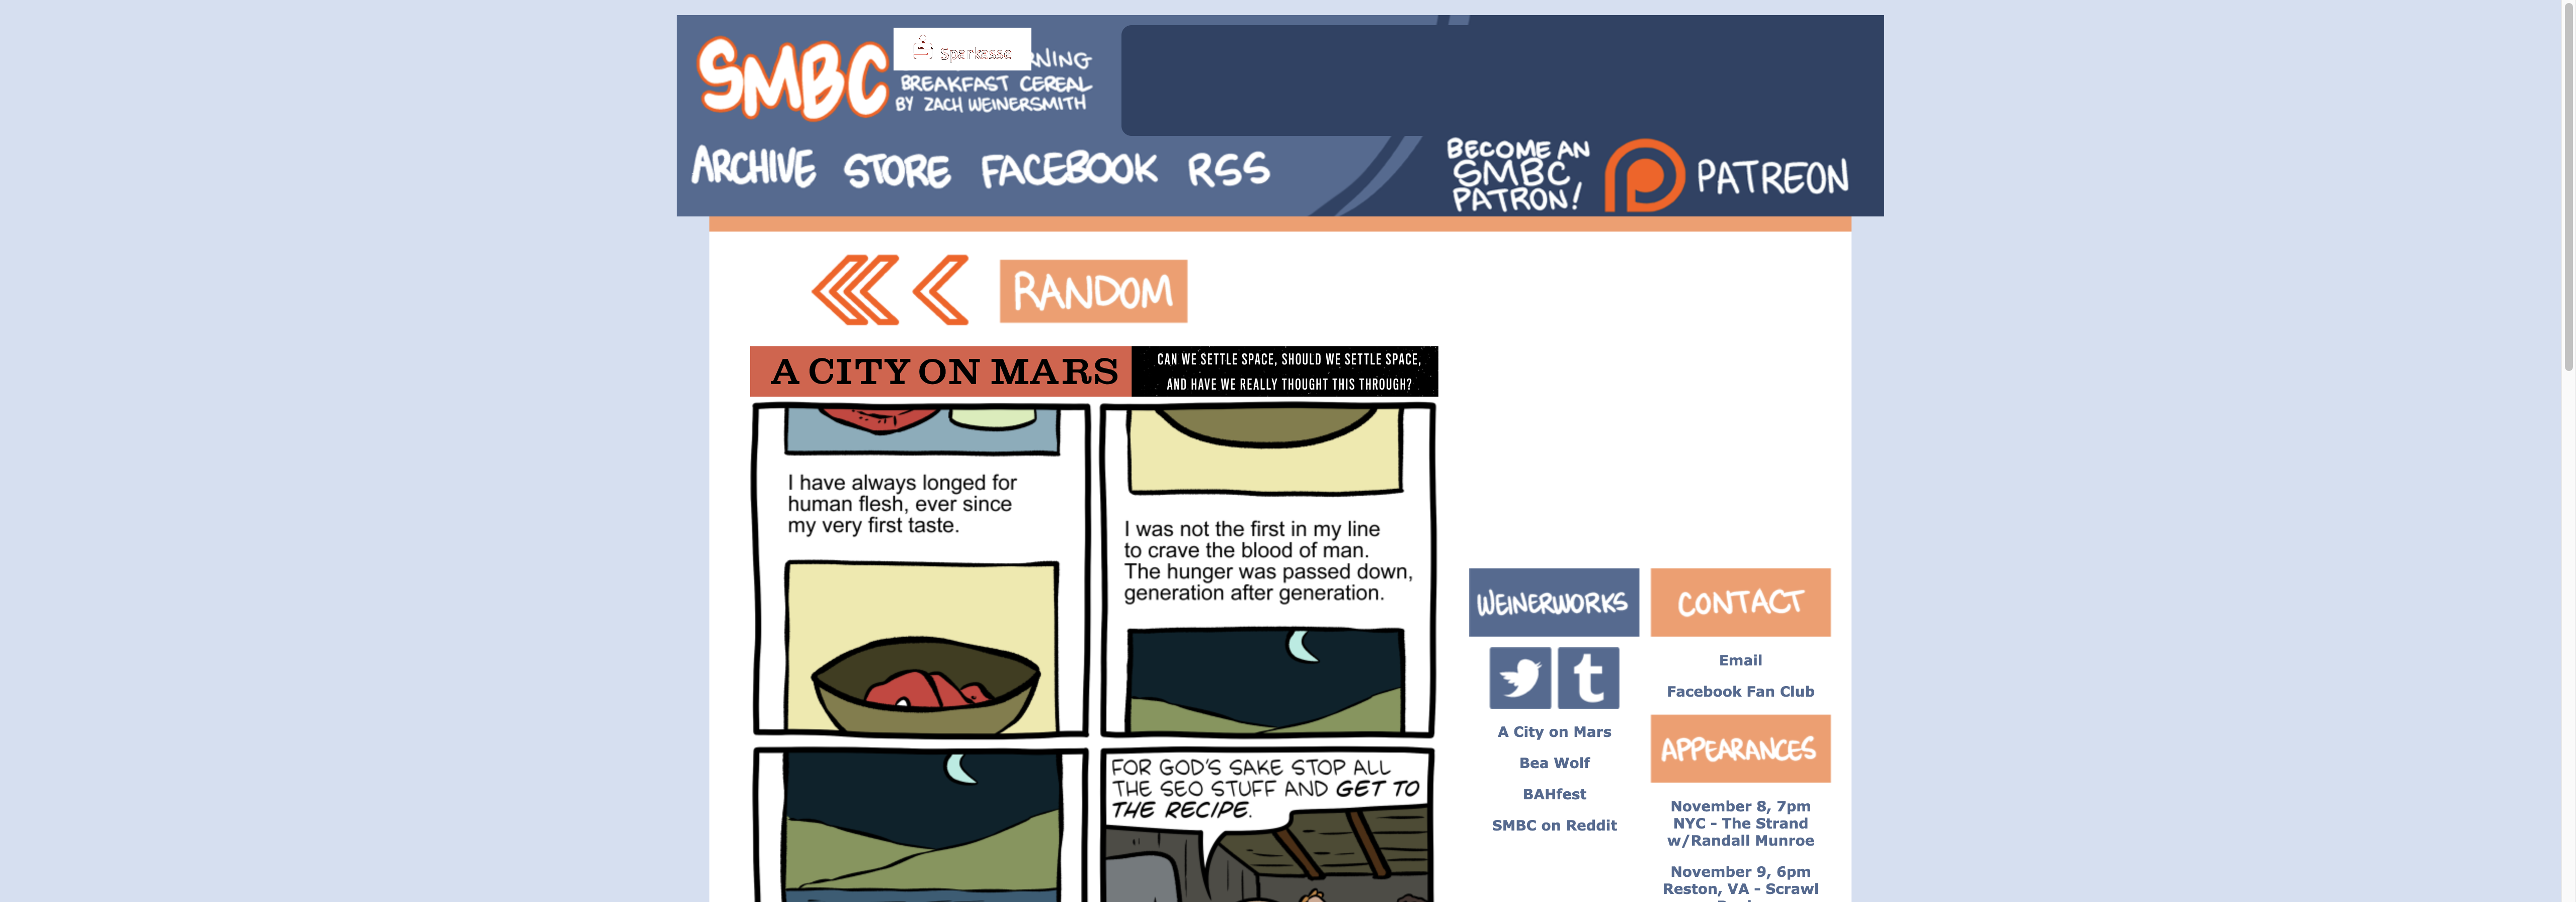 SMBC
Sparkasse
BREAKFAST CEREAL
BY ZACH WEINERSMITH
ARCHIVE STORE FACEBOOK RSS
BECOME AN
SMBC
PATRON!
PATREON
RANDOM
A CITY ON MARS
CAN WE SETTLE SPACE, SHOULD WE SETTLE SPACE,
AND HAVE WE REALLY THOUGHT THIS THROUGH?
I have always longed for
human flesh, ever since
my very first taste.
I was not the first in my line
to crave the blood of man.
The hunger was passed down,
generation after generation.
FOR GOD'S SAKE STOP ALL
THE SEO STUFF AND GET TO
THE RECIPE.
WEINERWORKS
A City on Mars
Bea Wolf
BAHfest
SMBC on Reddit
CONTACT
Email
Facebook Fan Club
APPEARANCES
November 8, 7pm
NYC - The Strand
w/Randall Munroe
November 9, 6pm
Reston, VA - Scrawl